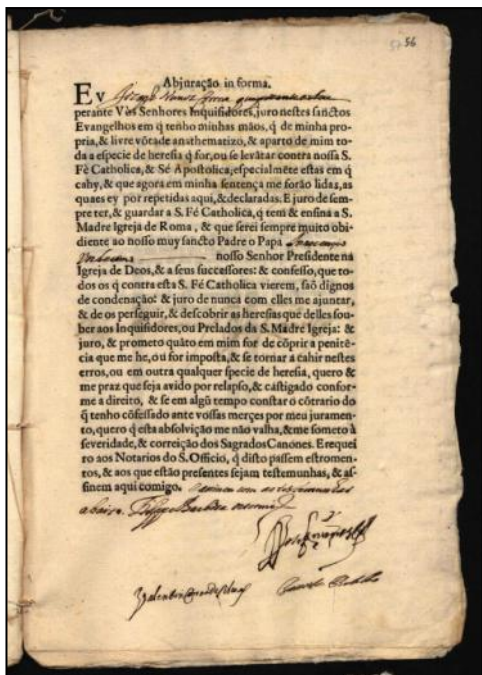 56
Abjuração in forma.
EV
perante Vòs Senhores Inquisidores, juro nestes sanctos
Evangelhos em q̃ tenho minhas mãos, q̃ de minha pro-
pria, & livre võtade anathematizo, & aparto de mim to-
da a especie de heresia q̃ for, ou se levãtar contra nossa S.
Fè Catholica, & Sé Apostolica; especialmẽte estas em q̃
cahy, & que agora em minha sentença me forão lidas, as
quaes ey por repetidas aqui, & declaradas. E juro de sem-
pre ter, & guardar a S. Fé Catholica, q̃ tem & ensina a S.
Madre Igreja de Roma, & que serei sempre muito obi-
diente ao nosso muy sancto Padre o Papa
nosso Senhor Presidente na
Igreja de Deos, & a seus successores: & confesso, que to-
dos os q̃ contra esta S. Fé Catholica vierem, saõ dignos
de condenação: & juro de nunca com elles me ajuntar,
& de os perseguir, & descobrir as heresias que delles sou-
ber aos Inquisidores, ou Prelados da S. Madre Igreja: &
juro, & prometo quãto em mim for de cõprir a penitẽ-
cia que me he, ou for imposta, & se tornar a cahir nestes
erros, ou em outra qualquer specie de heresia, quero &
me praz que seja avido por relapso, & castigado confor-
me a direito, & se em algũ tempo constar o cõtrario do
q̃ tenho cõfessado ante vossas merçes por meu juramen-
to, quero q̃ esta absolvição me não valha, & me someto à
severidade, & correição dos Sagrados Canones. E requei
ro aos Notarios do S. Officio, q̃ disto passem estromen-
tos, & aos que estão presentes sejam testemunhas, & as-
sinem aqui comigo.
abaixo.